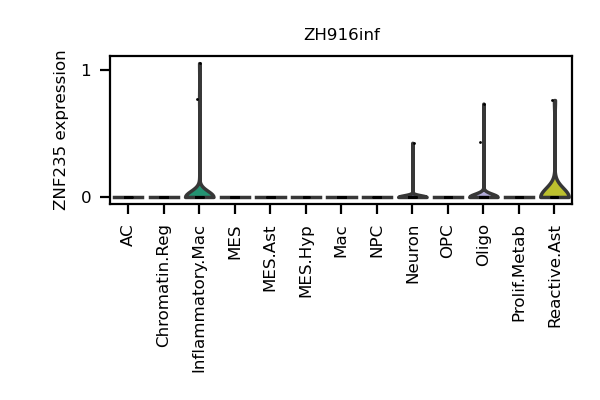 ZH916inf
ZNF235 expression
1
0
AC
Chromatin.Reg
Inflammatory.Mac
MES
MES.Ast
MES.Hyp
Mac
NPC
Neuron
OPC
Oligo
Prolif.Metab
Reactive.Ast